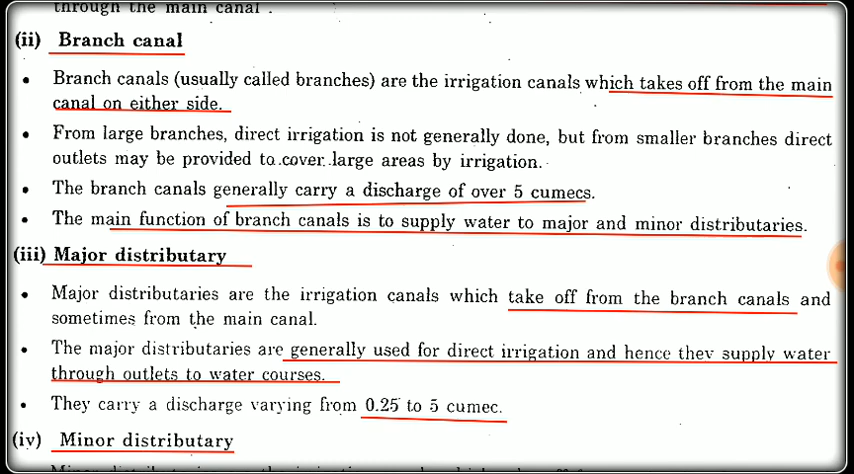 through the main canal .
(ii) Branch canal
• Branch canals (usually called branches) are the irrigation canals which takes off from the main
canal on either side.
• From large branches, direct irrigation is not generally done, but from smaller branches direct
outlets may be provided to cover large areas by irrigation.
• The branch canals generally carry a discharge of over 5 cumecs.
• The main function of branch canals is to supply water to major and minor distributaries.
(iii) Major distributary
• Major distributaries are the irrigation canals which take off from the branch canals and
sometimes from the main canal.
• The major distributaries are generally used for direct irrigation and hence they supply water
through outlets to water courses.
• They carry a discharge varying from 0.25 to 5 cumec.
(iv) Minor distributary